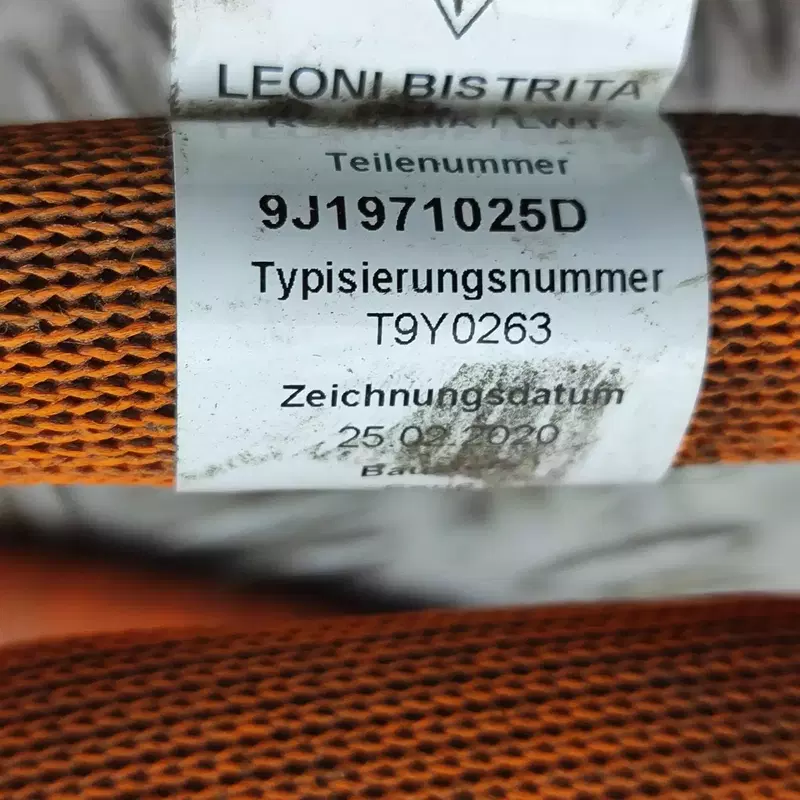 LEONI BISTRITA
Teilenummer
9J1971025D
Typisierungsnummer
T9Y0263
Zeichnungsdatum
25.02.2020